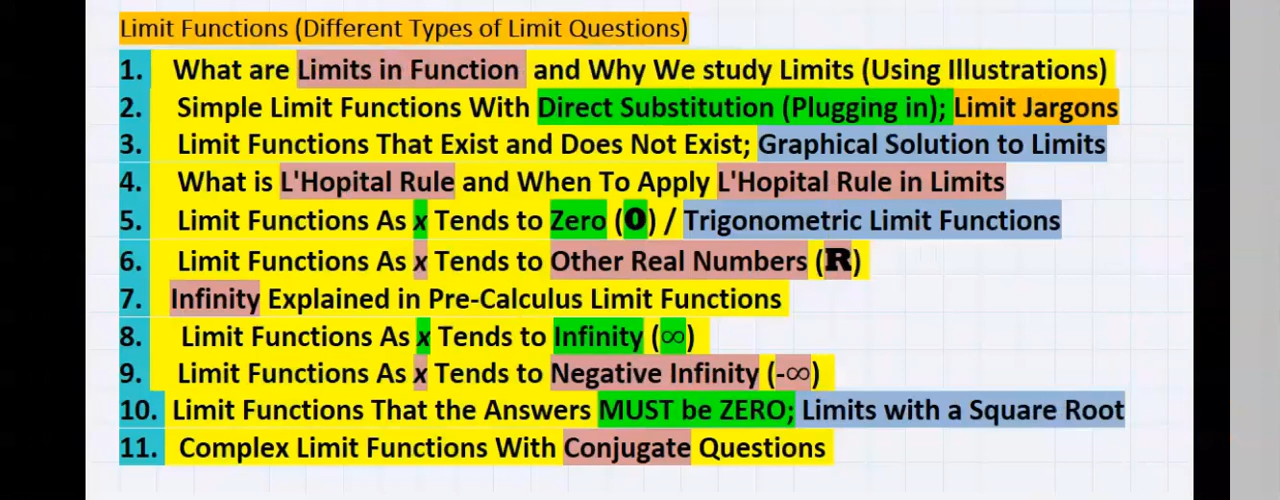 Limit Functions (Different Types of Limit Questions)
1. What are Limits in Function and Why We study Limits (Using Illustrations)
2. Simple Limit Functions With Direct Substitution (Plugging in); Limit Jargons
3. Limit Functions That Exist and Does Not Exist; Graphical Solution to Limits
4. What is L'Hopital Rule and When To Apply L'Hopital Rule in Limits
5. Limit Functions As x Tends to Zero (0) / Trigonometric Limit Functions
6. Limit Functions As x Tends to Other Real Numbers (R)
7. Infinity Explained in Pre-Calculus Limit Functions
8. Limit Functions As x Tends to Infinity (∞)
9. Limit Functions As x Tends to Negative Infinity (-∞)
10. Limit Functions That the Answers MUST be ZERO; Limits with a Square Root
11. Complex Limit Functions With Conjugate Questions